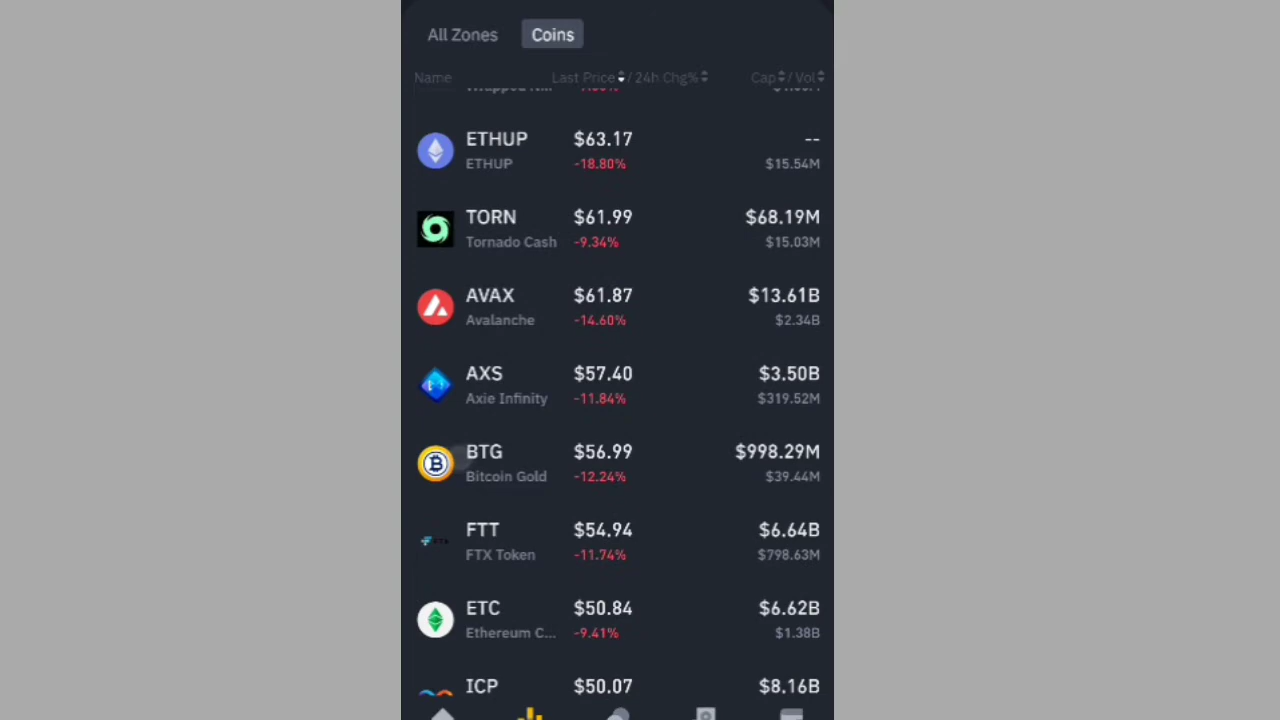 All Zones Coins
Name Last Price / 24h Chg% Cap / Vol
ETHUP $63.17 --
ETHUP -18.80% $15.54M
TORN $61.99 $68.19M
Tornado Cash -9.34% $15.03M
AVAX $61.87 $13.61B
Avalanche -14.60% $2.34B
AXS $57.40 $3.50B
Axie Infinity -11.84% $319.52M
BTG $56.99 $998.29M
Bitcoin Gold -12.24% $39.44M
FTT $54.94 $6.64B
FTX Token -11.74% $798.63M
ETC $50.84 $6.62B
Ethereum C... -9.41% $1.38B
ICP $50.07 $8.16B